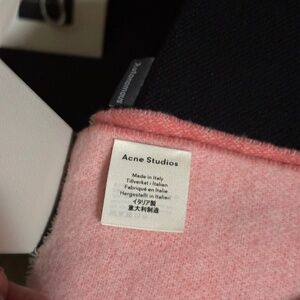 Acne Studios
Made in Italy
Tillverket i Italien
Fabriqué en Italie
Hergestellt in Italien
イタリア製
意大利制造